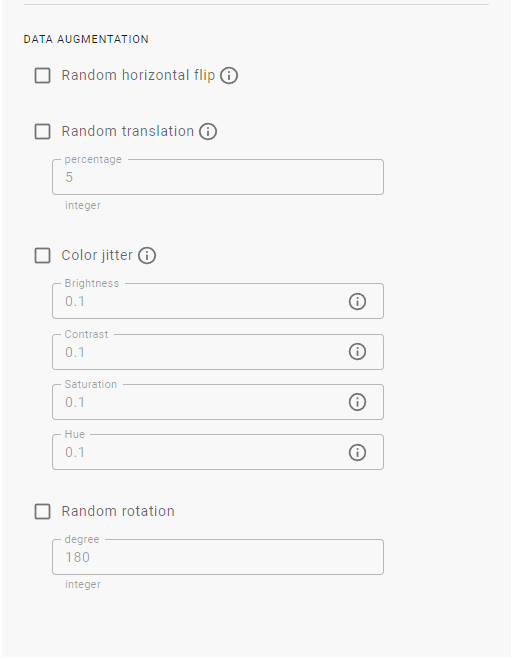 DATA AUGMENTATION
Random horizontal flip
Random translation
percentage
5
integer
Color jitter
Brightness
0.1
Contrast
0.1
Saturation
0.1
Hue
0.1
Random rotation
degree
180
integer